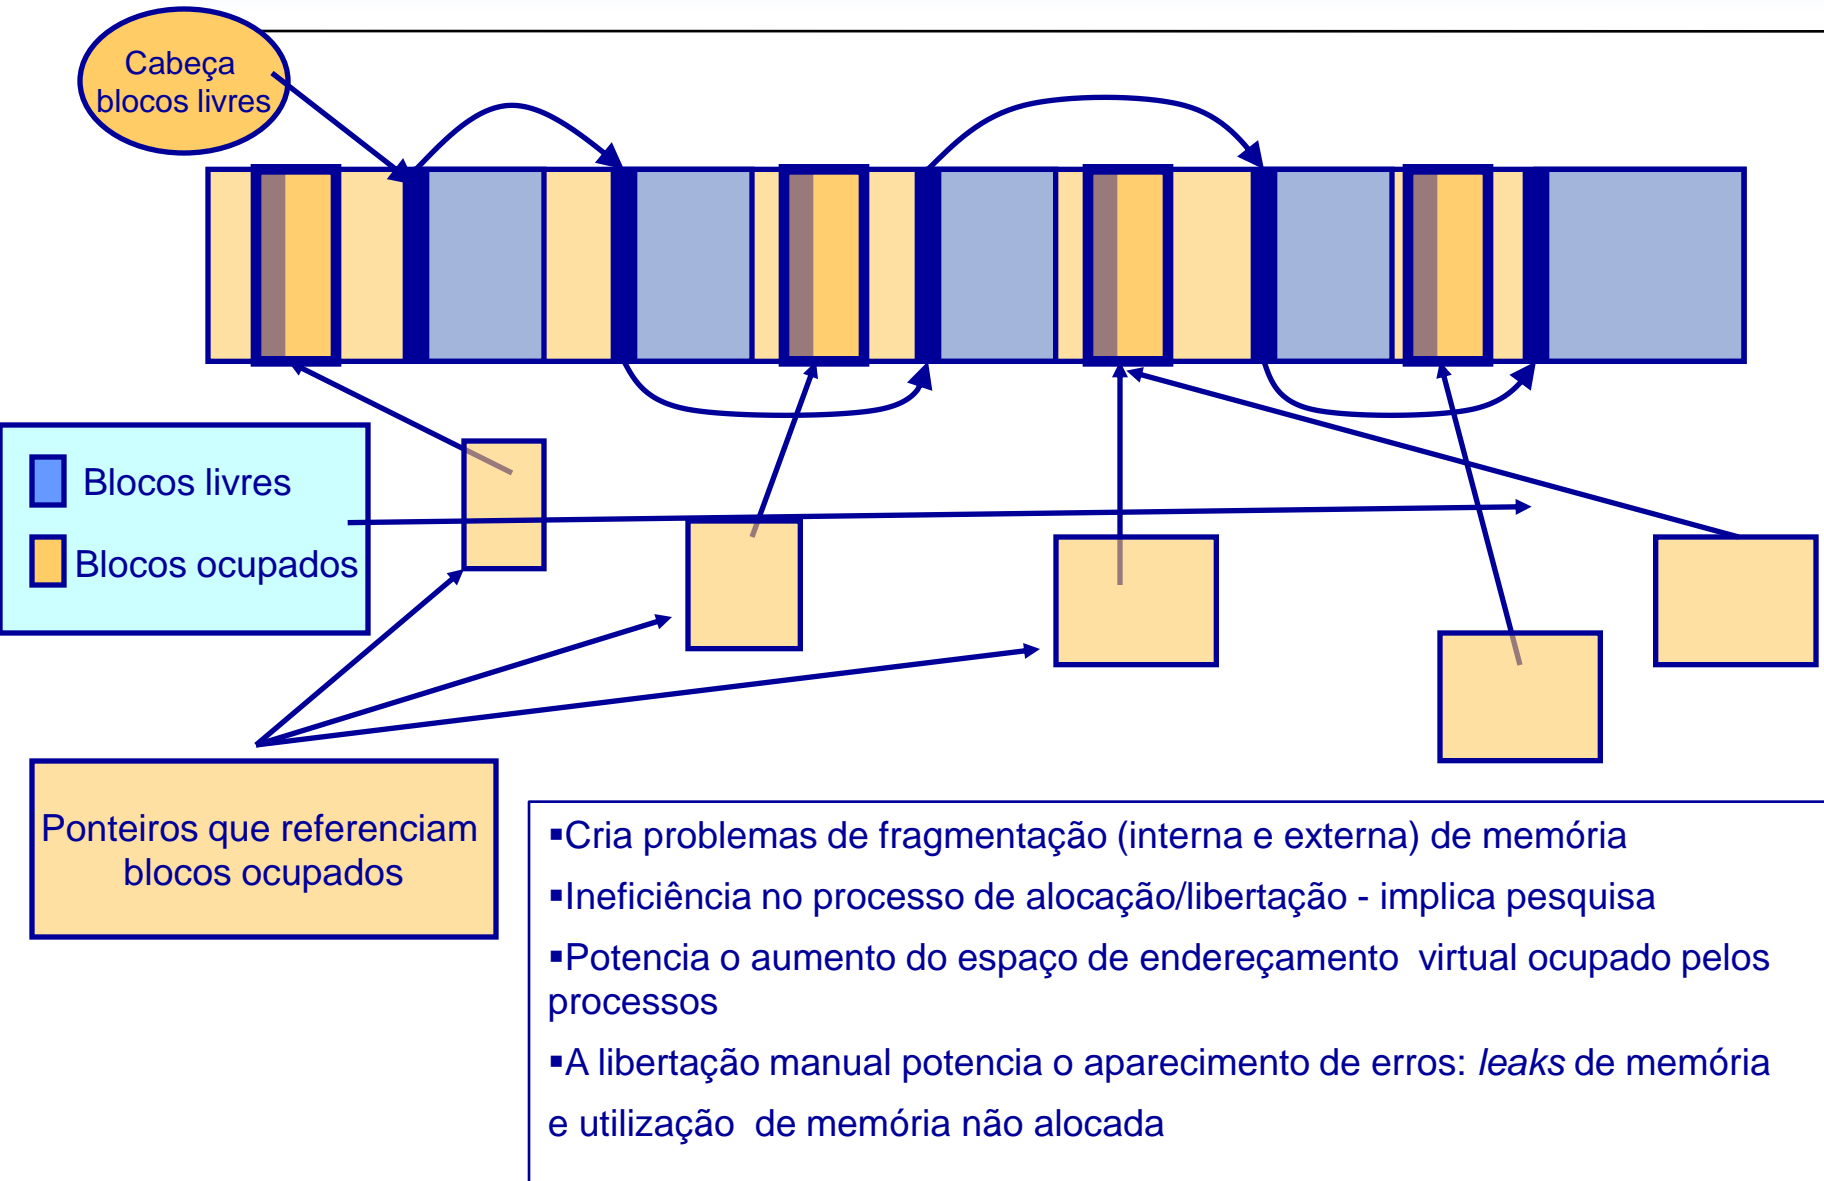 Cabeça
blocos livres
Blocos livres
Blocos ocupados
Ponteiros que referenciam
blocos ocupados
▪Cria problemas de fragmentação (interna e externa) de memória
▪Ineficiência no processo de alocação/libertação - implica pesquisa
▪Potencia o aumento do espaço de endereçamento virtual ocupado pelos
processos
▪A libertação manual potencia o aparecimento de erros: leaks de memória
e utilização de memória não alocada